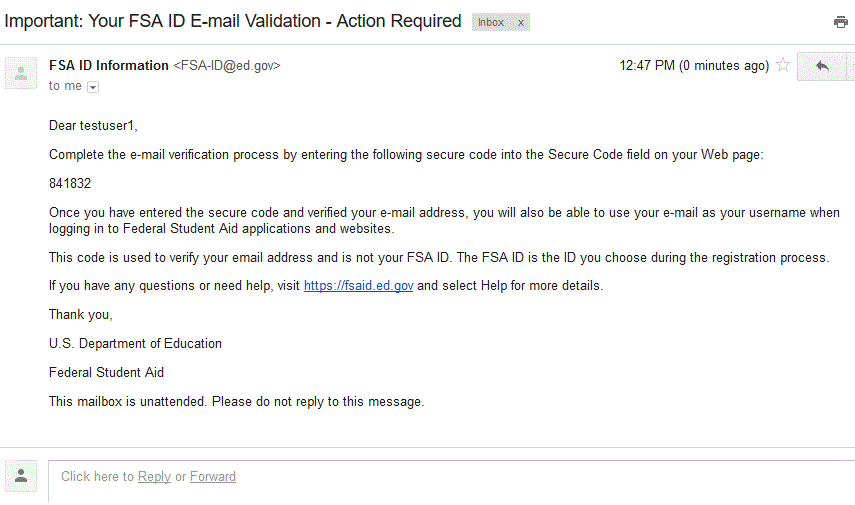 Important: Your FSA ID E-mail Validation - Action Required Inbox x
FSA ID Information <FSA-ID@ed.gov> 12:47 PM (0 minutes ago)
to me
Dear testuser1,
Complete the e-mail verification process by entering the following secure code into the Secure Code field on your Web page:
841832
Once you have entered the secure code and verified your e-mail address, you will also be able to use your e-mail as your username when
logging in to Federal Student Aid applications and websites.
This code is used to verify your email address and is not your FSA ID. The FSA ID is the ID you choose during the registration process.
If you have any questions or need help, visit https://fsaid.ed.gov and select Help for more details.
Thank you,
U.S. Department of Education
Federal Student Aid
This mailbox is unattended. Please do not reply to this message.
Click here to Reply or Forward